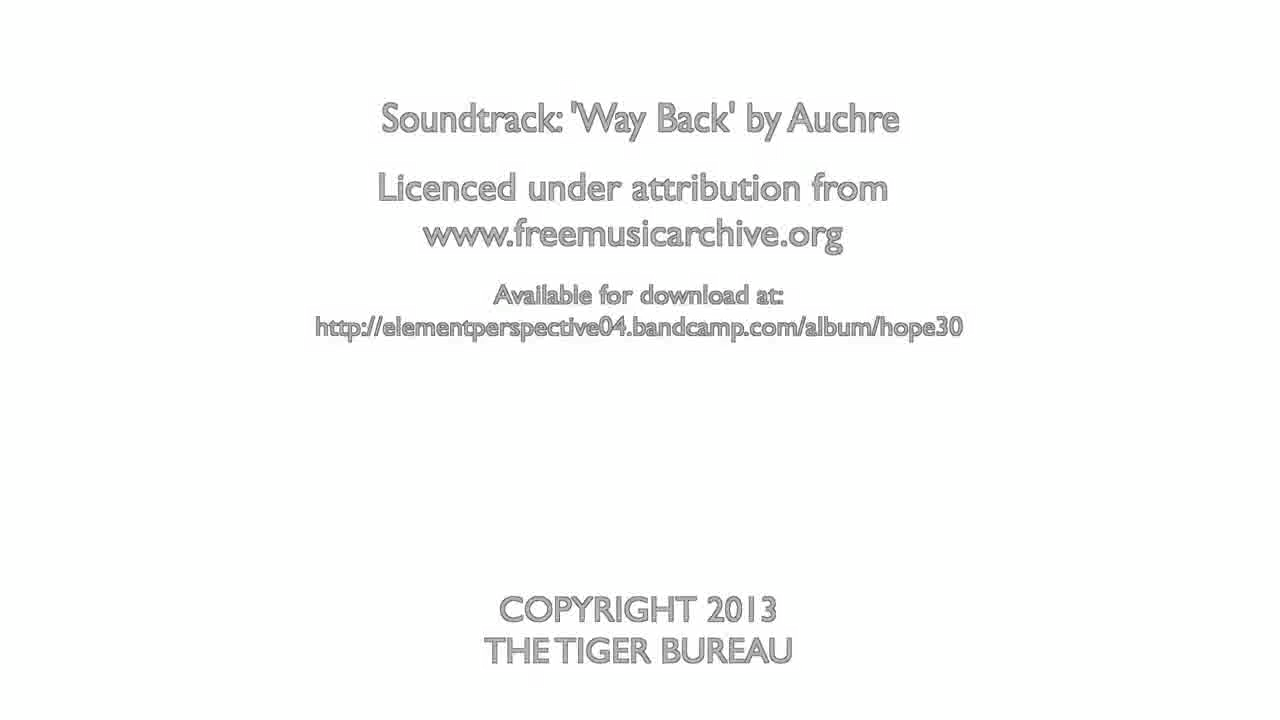 Soundtrack: 'Way Back' by Auchre
Licenced under attribution from
www.freemusicarchive.org
Available for download at:
http://elementperspective04.bandcamp.com/album/hope30
COPYRIGHT 2013
THE TIGER BUREAU